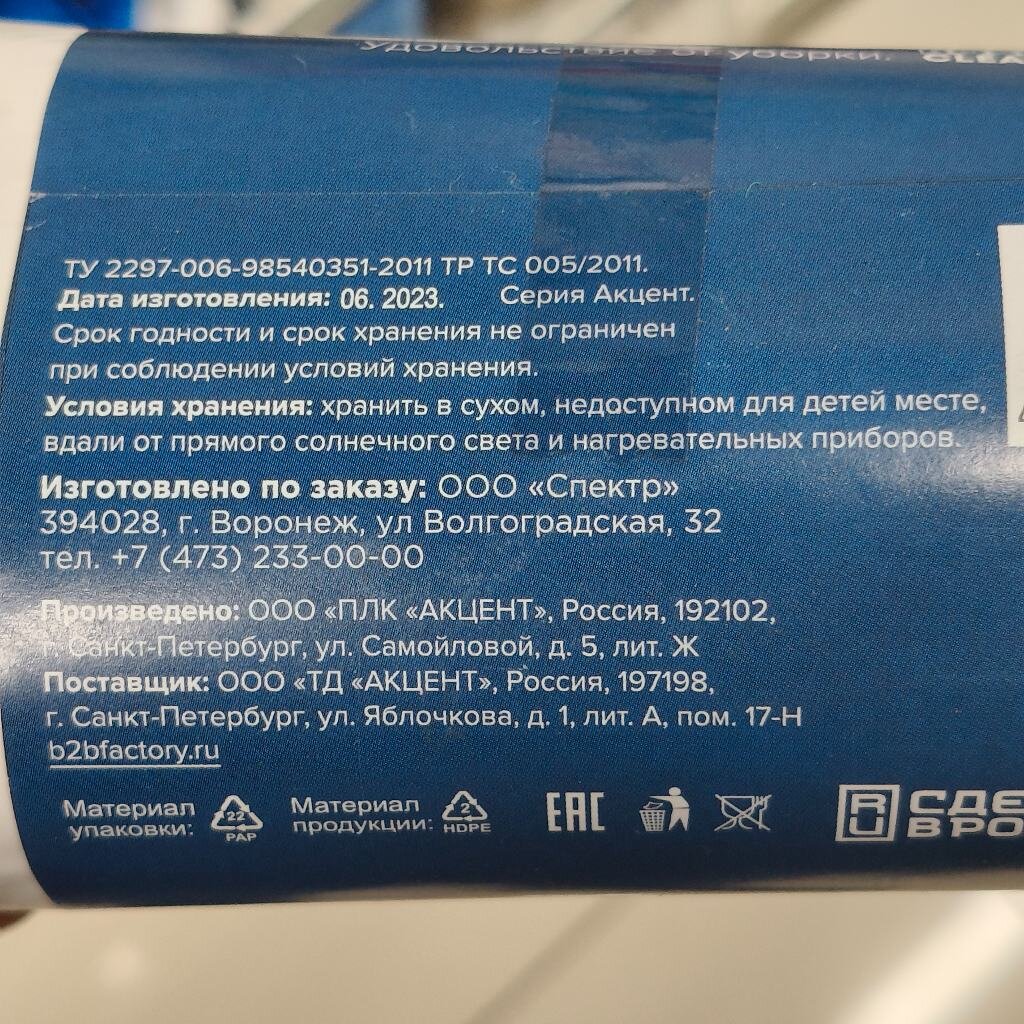 Удовольствие от уборки.
ТУ 2297-006-98540351-2011 ТР ТС 005/2011.
Дата изготовления: 06. 2023. Серия Акцент.
Срок годности и срок хранения не ограничен
при соблюдении условий хранения.
Условия хранения: хранить в сухом, недоступном для детей месте,
вдали от прямого солнечного света и нагревательных приборов.
Изготовлено по заказу: ООО «Спектр»
394028, г. Воронеж, ул Волгоградская, 32
тел. +7 (473) 233-00-00
Произведено: ООО «ПЛК «АКЦЕНТ», Россия, 192102,
г. Санкт-Петербург, ул. Самойловой, д. 5, лит. Ж
Поставщик: ООО «ТД «АКЦЕНТ», Россия, 197198,
г. Санкт-Петербург, ул. Яблочкова, д. 1, лит. А, пом. 17-Н
b2bfactory.ru
Материал упаковки: 22 PAP
Материал продукции: 2 HDPE
EAC
RU